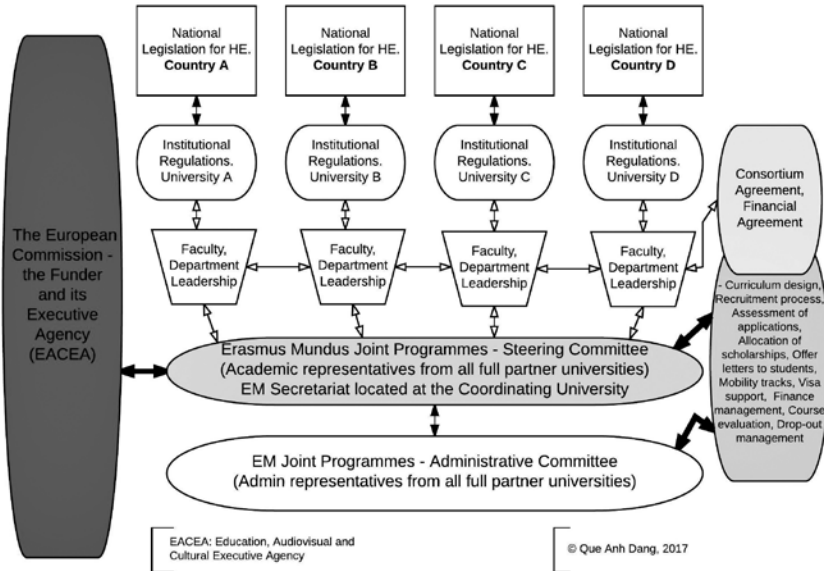 National
Legislation for HE.
Country A
National
Legislation for HE.
Country B
National
Legislation for HE.
Country C
National
Legislation for HE.
Country D
Institutional
Regulations.
University A
Institutional
Regulations.
University B
Institutional
Regulations.
University C
Institutional
Regulations.
University D
Consortium
Agreement,
Financial
Agreement
The European
Commission -
the Funder
and its
Executive
Agency
(EACEA)
Faculty,
Department
Leadership
Faculty,
Department
Leadership
Faculty,
Department
Leadership
Faculty,
Department
Leadership
- Curriculum design,
Recruitment process,
Assessment of
applications,
Allocation of
scholarships, Offer
letters to students,
Mobility tracks, Visa
support, Finance
management, Course
evaluation, Drop-out
management
Erasmus Mundus Joint Programmes - Steering Committee
(Academic representatives from all full partner universities)
EM Secretariat located at the Coordinating University
EM Joint Programmes - Administrative Committee
(Admin representatives from all full partner universities)
EACEA: Education, Audiovisual and
Cultural Executive Agency
© Que Anh Dang, 2017